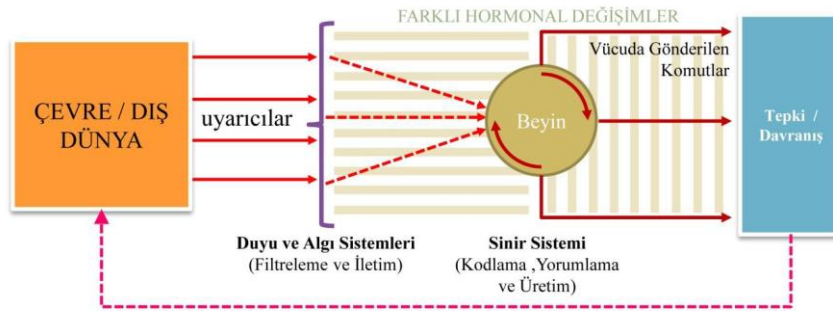 FARKLI HORMONAL DEĞİŞİMLER
ÇEVRE / DIŞ
DÜNYA
uyarıcılar
Beyin
Vücuda Gönderilen
Komutlar
Tepki /
Davranış
Duyu ve Algı Sistemleri
(Filtreleme ve İletim)
Sinir Sistemi
(Kodlama ,Yorumlama
ve Üretim)